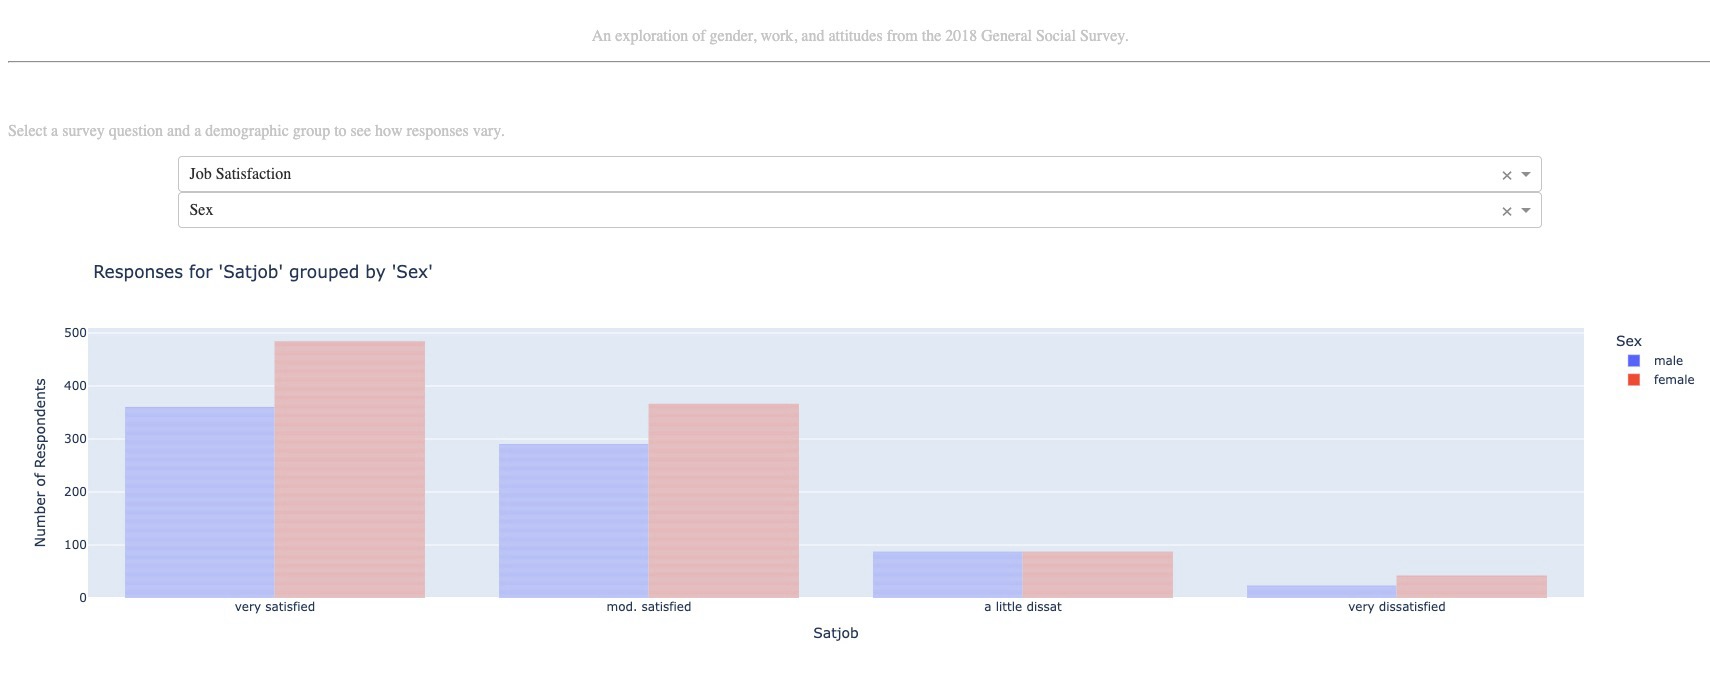 An exploration of gender, work, and attitudes from the 2018 General Social Survey.
Select a survey question and a demographic group to see how responses vary.
Job Satisfaction
Sex
Responses for 'Satjob' grouped by 'Sex'
Number of Respondents
500
400
300
200
100
0
very satisfied
mod. satisfied
a little dissat
very dissatisfied
Satjob
Sex
male
female